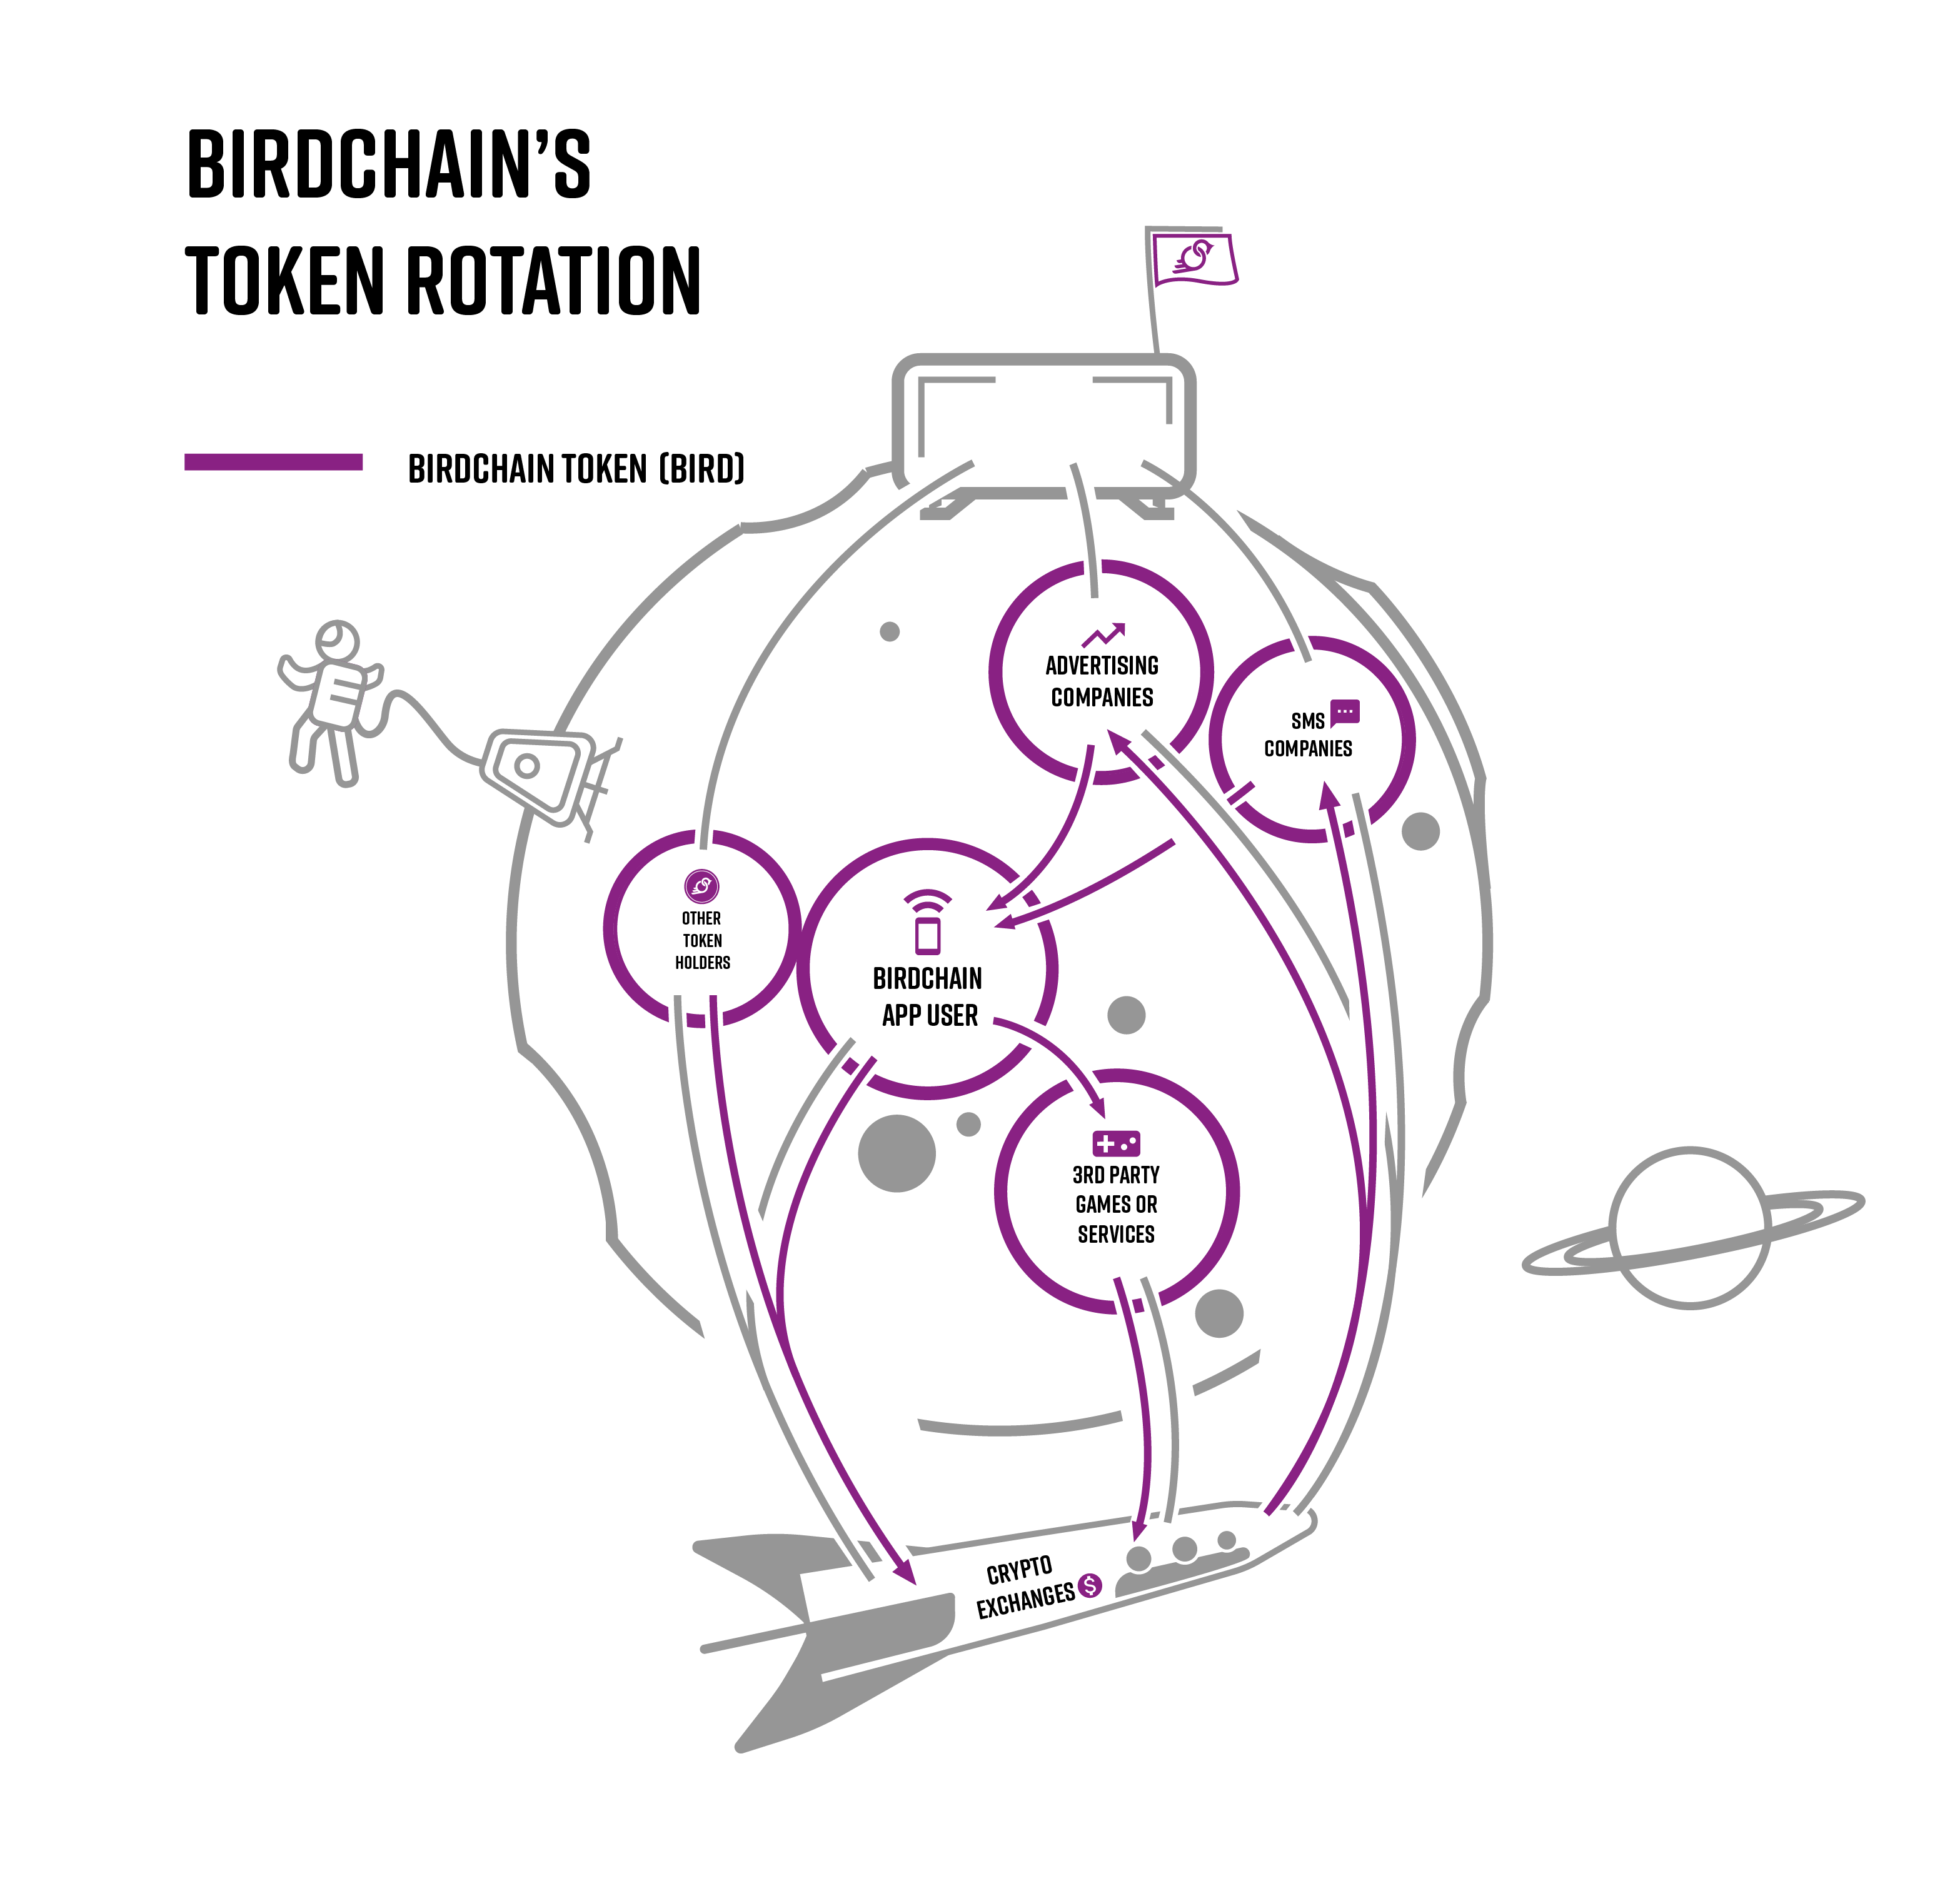 BIRDCHAIN’S
TOKEN ROTATION
BIRDCHAIN TOKEN (BIRD)
ADVERTISING
COMPANIES
SMS
COMPANIES
OTHER
TOKEN
HOLDERS
BIRDCHAIN
APP USER
3RD PARTY
GAMES OR
SERVICES
CRYPTO
EXCHANGES $